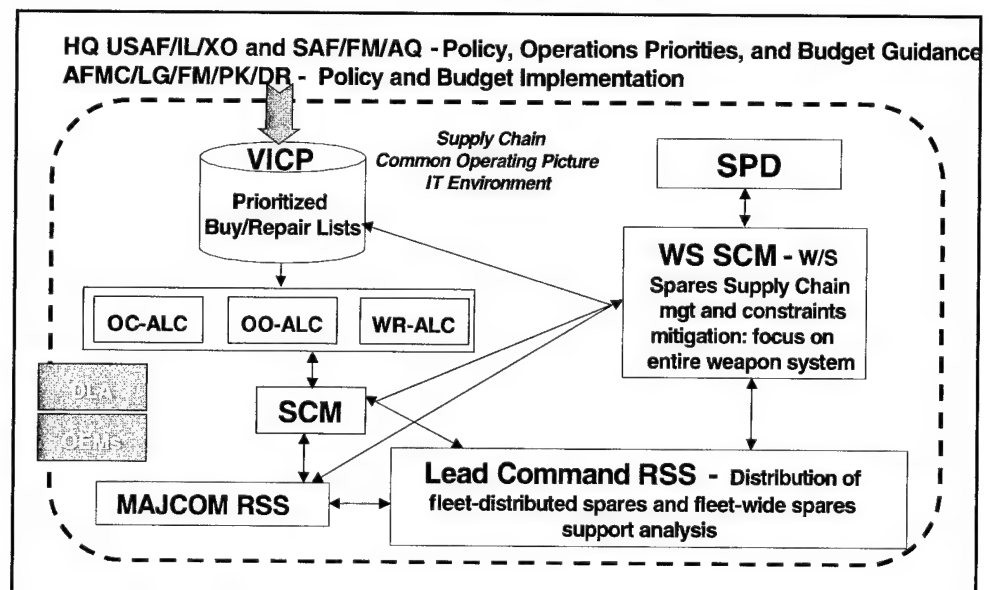 HQ USAF/IL/XO and SAF/FM/AQ - Policy, Operations Priorities, and Budget Guidance
AFMC/LG/FM/PK/DR - Policy and Budget Implementation
VICP
Prioritized
Buy/Repair Lists
Supply Chain
Common Operating Picture
IT Environment
SPD
WS SCM - W/S
Spares Supply Chain
mgt and constraints
mitigation: focus on
entire weapon system
OC-ALC
OO-ALC
WR-ALC
DLA
OEMs
SCM
MAJCOM RSS
Lead Command RSS - Distribution of
fleet-distributed spares and fleet-wide spares
support analysis